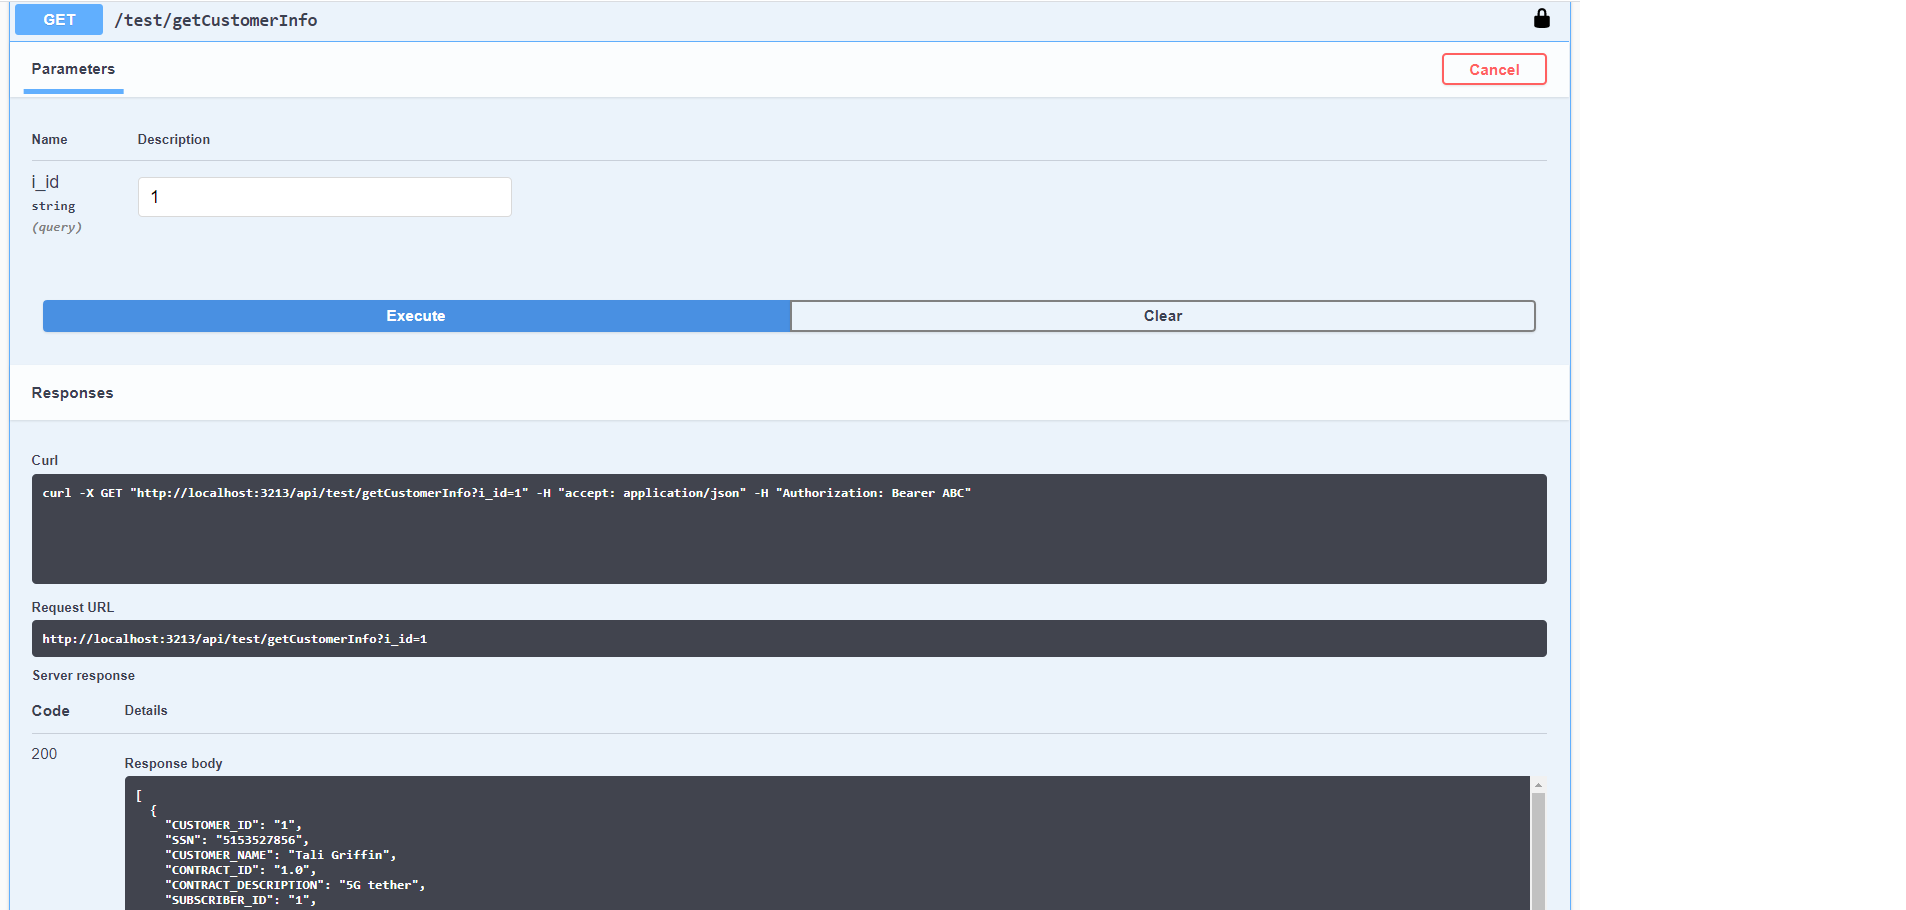 GET /test/getCustomerInfo
Parameters
Cancel
Name Description
i_id
string
(query)
1
Execute Clear
Responses
Curl
curl -X GET "http://localhost:3213/api/test/getCustomerInfo?i_id=1" -H "accept: application/json" -H "Authorization: Bearer ABC"
Request URL
http://localhost:3213/api/test/getCustomerInfo?i_id=1
Server response
Code Details
200
Response body
[
{
"CUSTOMER_ID": "1",
"SSN": "5153527856",
"CUSTOMER_NAME": "Tali Griffin",
"CONTRACT_ID": "1.0",
"CONTRACT_DESCRIPTION": "5G tether",
"SUBSCRIBER_ID": "1",